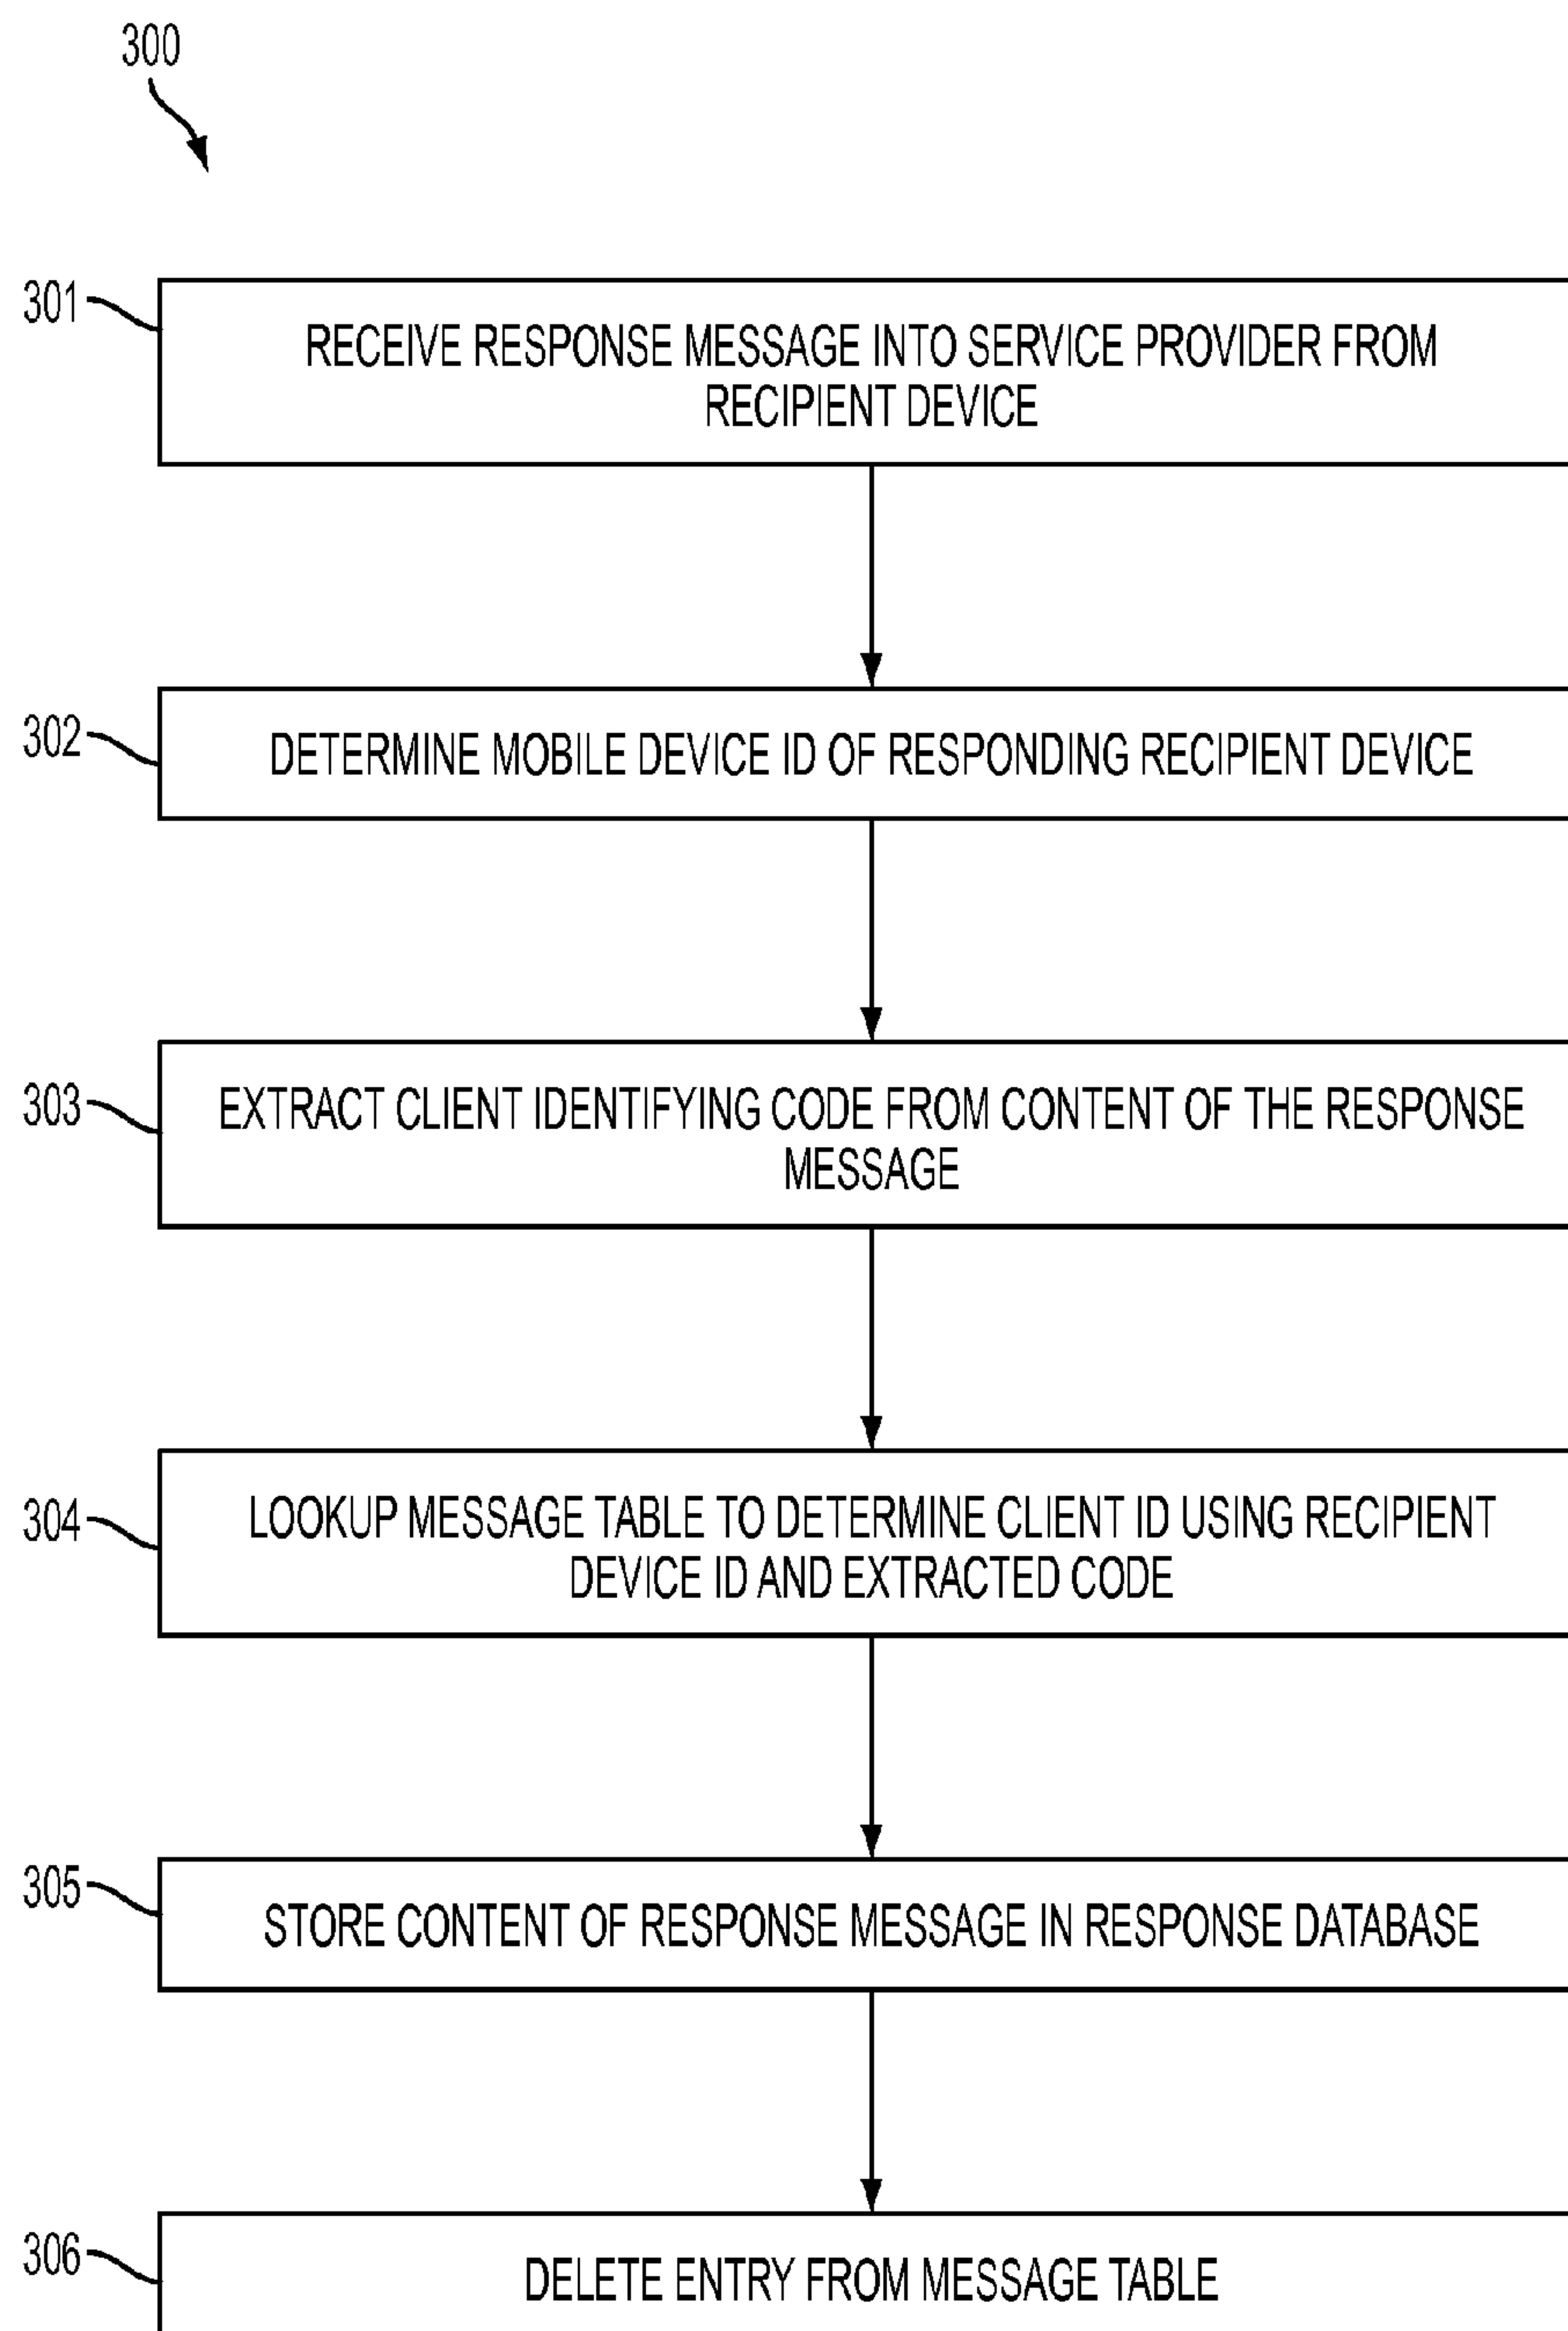 300
301
RECEIVE RESPONSE MESSAGE INTO SERVICE PROVIDER FROM
RECIPIENT DEVICE
302
DETERMINE MOBILE DEVICE ID OF RESPONDING RECIPIENT DEVICE
303
EXTRACT CLIENT IDENTIFYING CODE FROM CONTENT OF THE RESPONSE
MESSAGE
304
LOOKUP MESSAGE TABLE TO DETERMINE CLIENT ID USING RECIPIENT
DEVICE ID AND EXTRACTED CODE
305
STORE CONTENT OF RESPONSE MESSAGE IN RESPONSE DATABASE
306
DELETE ENTRY FROM MESSAGE TABLE